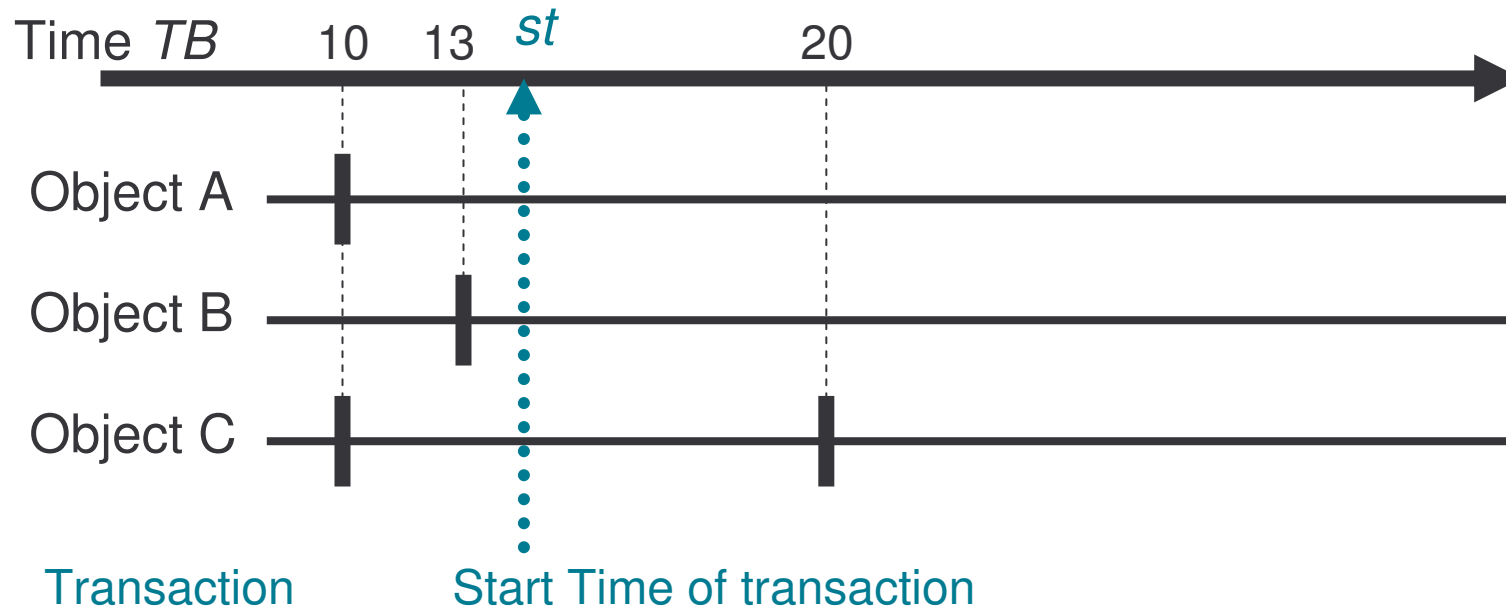 Time TB 10 13 st 20
Object A
Object B
Object C
Transaction Start Time of transaction